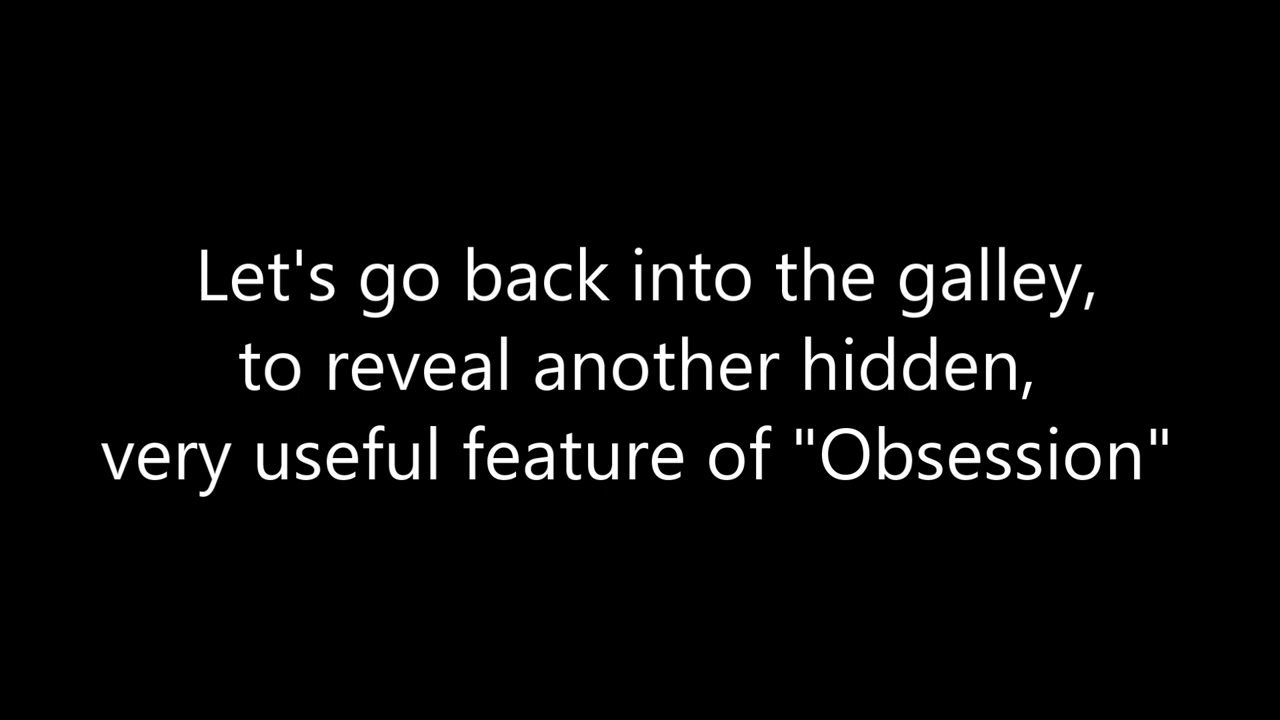 Let's go back into the galley,
to reveal another hidden,
very useful feature of "Obsession"